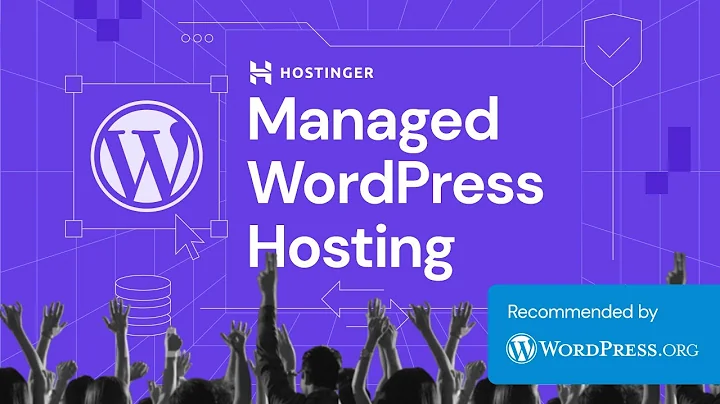 HOSTINGER
Managed
WordPress
Hosting
Recommended by
WORDPRESS.ORG